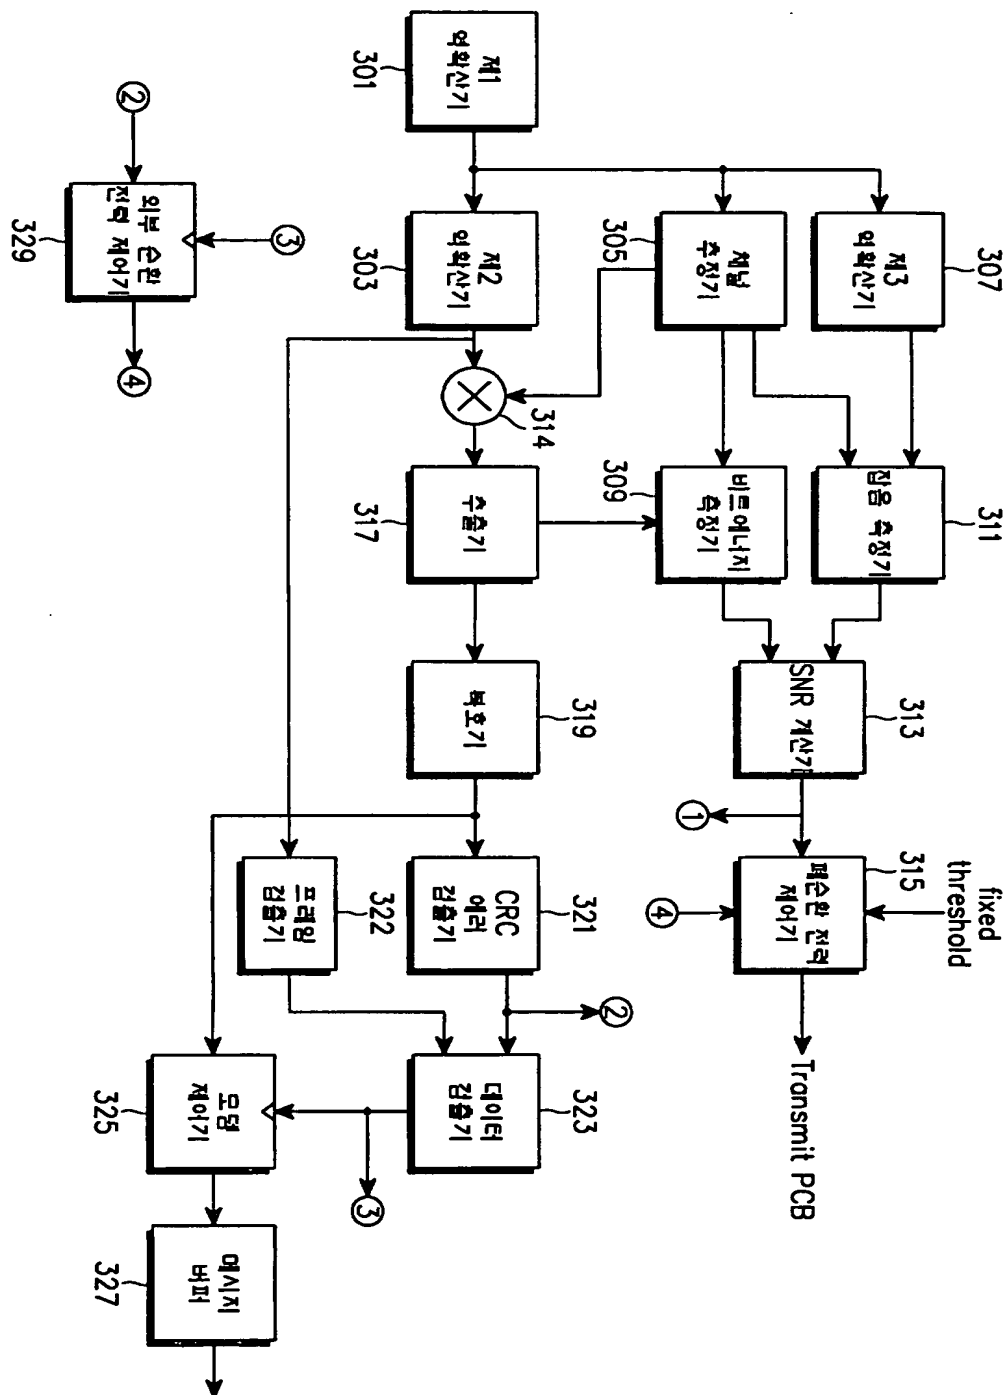 fixed
threshold
307
제3
역확산기
311
잡음 측정기
313
SNR 계산기
315
폐순환 전력
제어기
Transmit PCB
305
채널
추정기
309
비트에너지
측정기
①
④
301
제1
역확산기
303
제2
역확산기
314
317
추출기
319
복호기
321
CRC
에러
검출기
②
323
데이터
검출기
322
프레임
검출기
③
325
모뎀
제어기
327
메시지
버퍼
②
③
외부 순환
전력 제어기
329
④